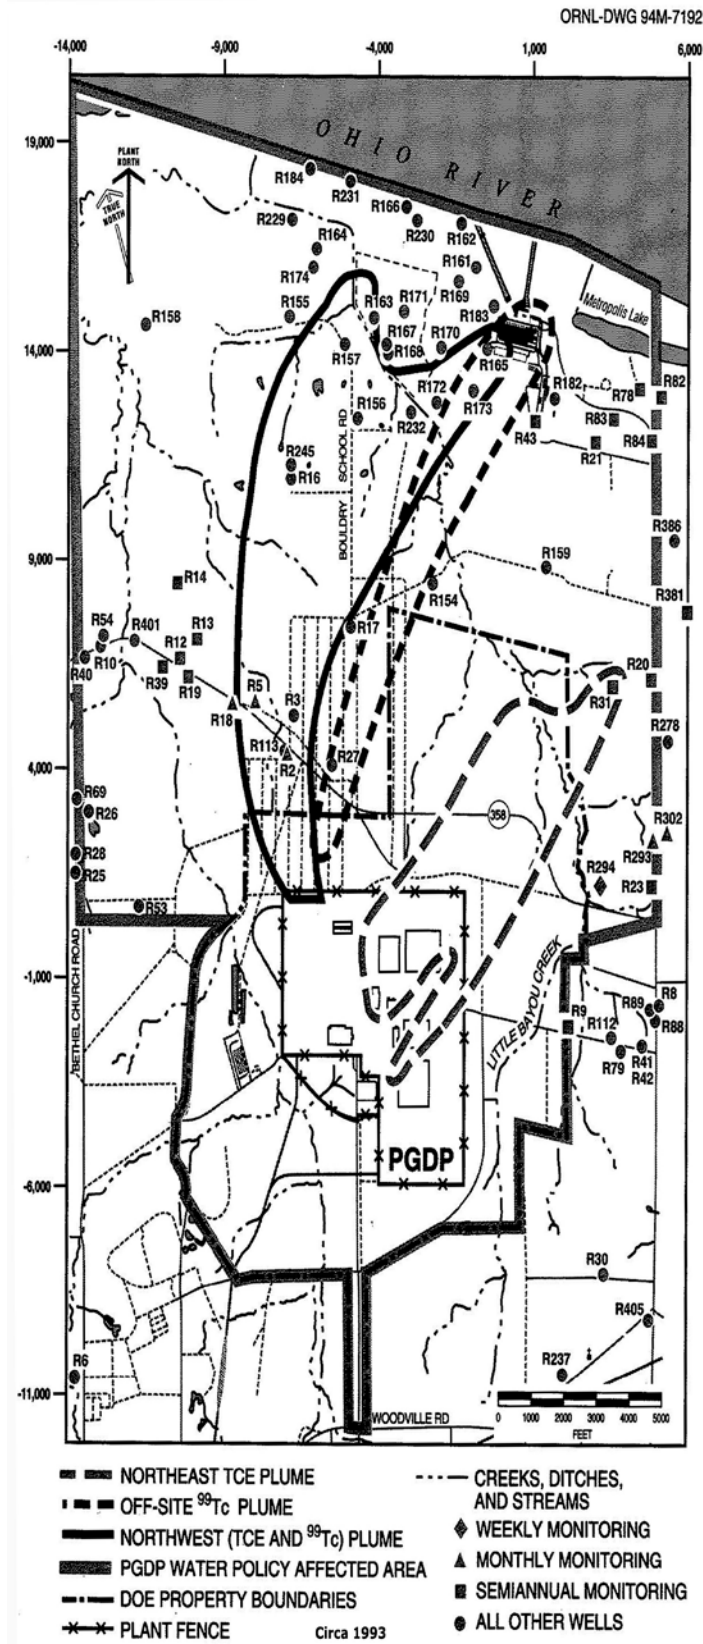 ORNL-DWG 94M-7192
-14,000 -9,000 -4,000 1,000 6,000
19,000
OHIO RIVER
PLANT
NORTH
TRUE
NORTH
R184
R231
R166
R229
R230
R162
R164
R161
R174
R169
R155
R163
R171
R183
Metropolis Lake
R158
R167
R170
14,000
R157
R168
R165
R172
R182
R78
R82
R156
R232
R173
R83
R43
R84
R21
R245
R16
SCHOOL RD
BOULDRY
R386
9,000
R159
R14
R154
R381
R54
R401
R13
R17
R12
R10
R40
R39
R19
R20
R5
R3
R31
R18
R113
R278
R2
R27
4,000
R69
R26
358
R302
R293
R28
R294
R25
R23
R53
BETHEL CHURCH ROAD
-1,000
LITTLE BAYOU CREEK
R89
R8
R9
R112
R88
R79
R41
R42
PGDP
-6,000
R30
R405
R6
R237
-11,000
WOODVILLE RD
0 1000 2000 3000 4000 5000
FEET
NORTHEAST TCE PLUME
OFF-SITE 99Tc PLUME
NORTHWEST (TCE AND 99Tc) PLUME
PGDP WATER POLICY AFFECTED AREA
DOE PROPERTY BOUNDARIES
PLANT FENCE
Circa 1993
CREEKS, DITCHES,
AND STREAMS
WEEKLY MONITORING
MONTHLY MONITORING
SEMIANNUAL MONITORING
ALL OTHER WELLS